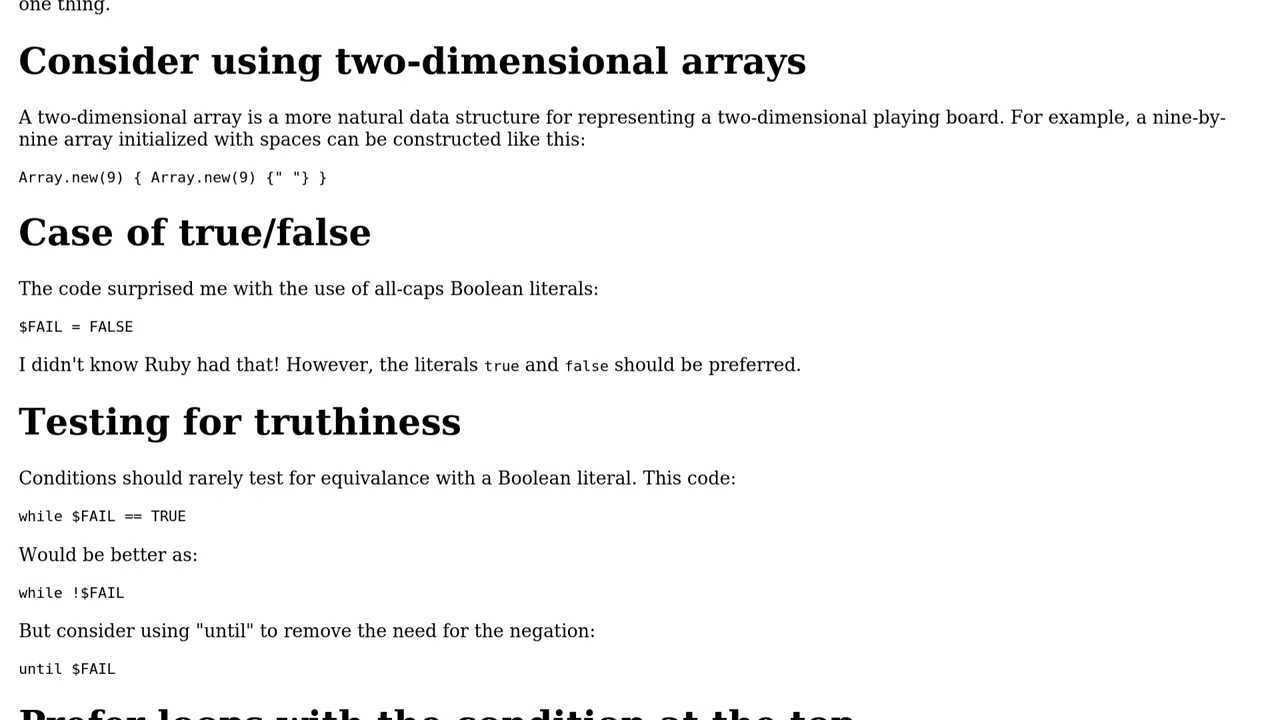 one thing.
Consider using two-dimensional arrays
A two-dimensional array is a more natural data structure for representing a two-dimensional playing board. For example, a nine-by-
nine array initialized with spaces can be constructed like this:
Array.new(9) { Array.new(9) {" "} }
Case of true/false
The code surprised me with the use of all-caps Boolean literals:
$FAIL = FALSE
I didn't know Ruby had that! However, the literals true and false should be preferred.
Testing for truthiness
Conditions should rarely test for equivalance with a Boolean literal. This code:
while $FAIL == TRUE
Would be better as:
while !$FAIL
But consider using "until" to remove the need for the negation:
until $FAIL
Prefer loops with the condition at the top